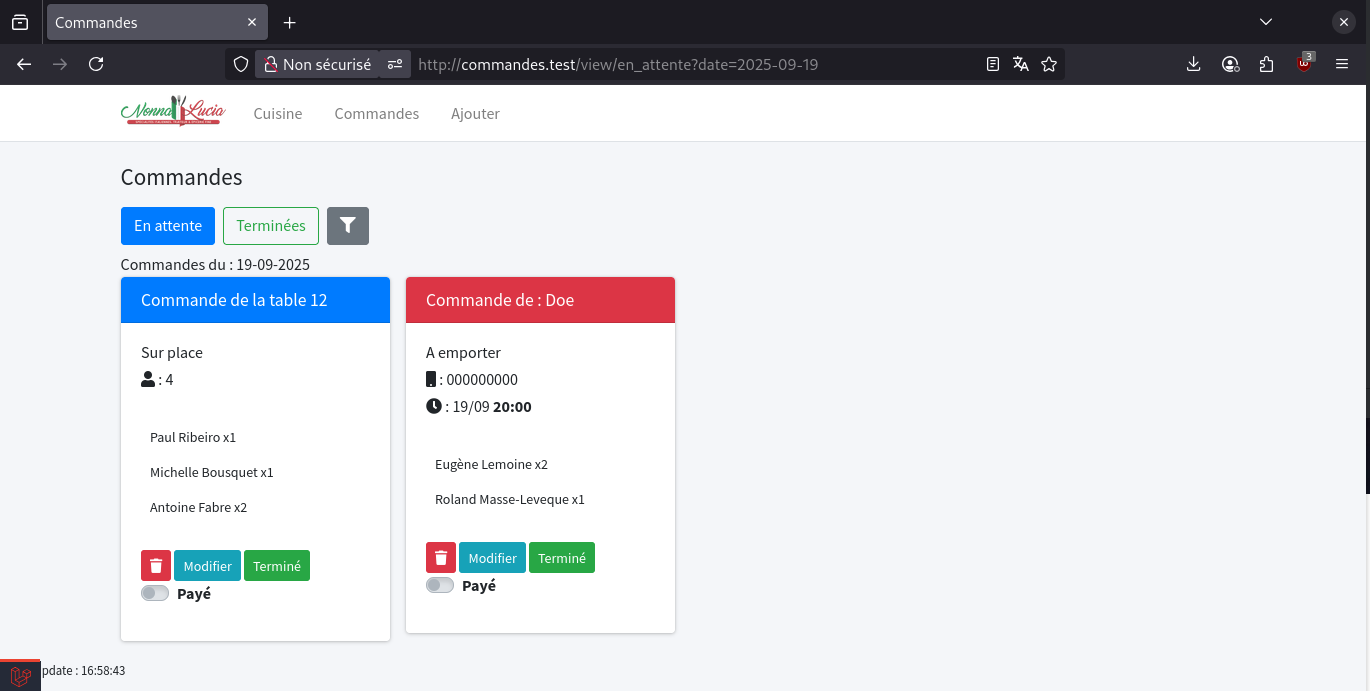 Commandes
Non sécurisé
http://commandes.test/view/en_attente?date=2025-09-19
3
Nonna Lucia
Cuisine
Commandes
Ajouter
Commandes
En attente
Terminées
Commandes du : 19-09-2025
Commande de la table 12
Sur place
: 4
Paul Ribeiro x1
Michelle Bousquet x1
Antoine Fabre x2
Modifier
Terminé
Payé
Commande de : Doe
A emporter
: 000000000
: 19/09 20:00
Eugène Lemoine x2
Roland Masse-Leveque x1
Modifier
Terminé
Payé
pdate : 16:58:43